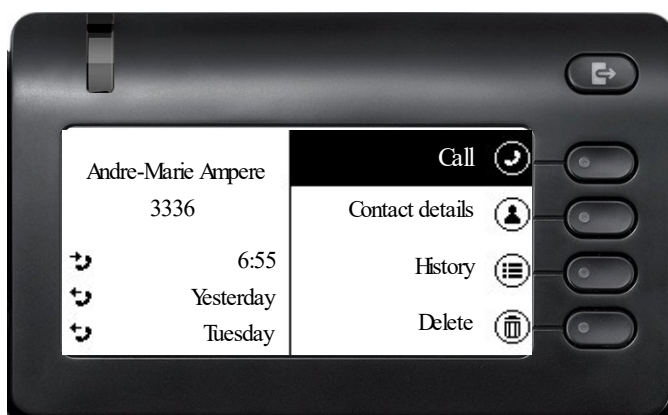 Andre-Marie Ampere
3336
6:55
Yesterday
Tuesday
Call
Contact details
History
Delete